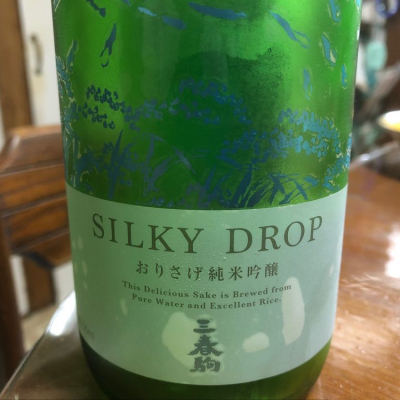 SILKY DROP
おりさげ純米吟醸
This Delicious Sake is Brewed from
Pure Water and Excellent Rice.
三春駒